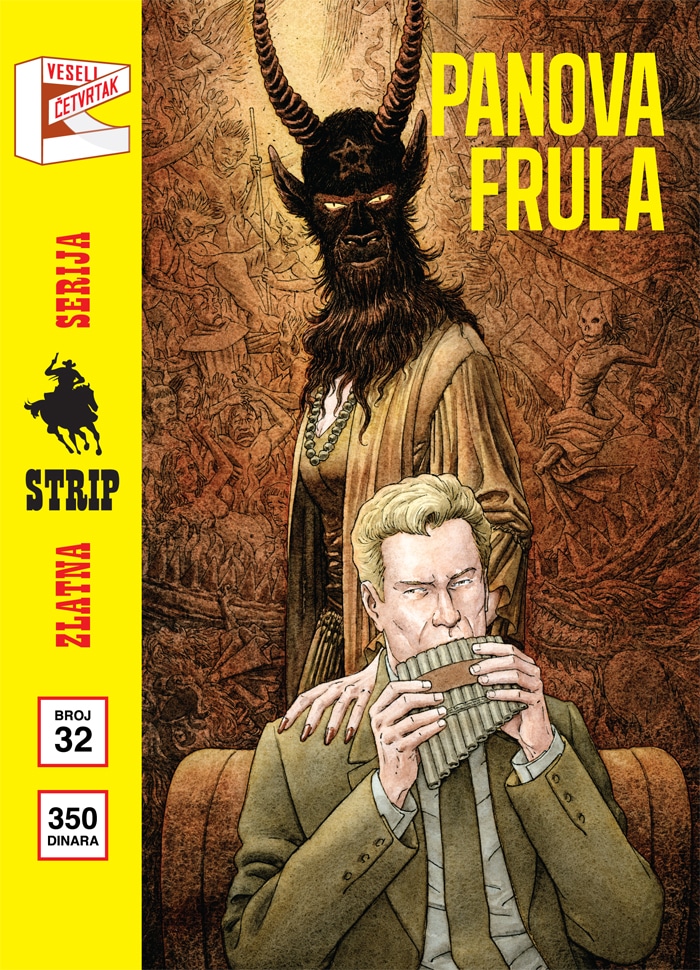 VESELI
ČETVRTAK
PANOVA
FRULA
ZLATNA
STRIP
SERIJA
BROJ
32
350
DINARA